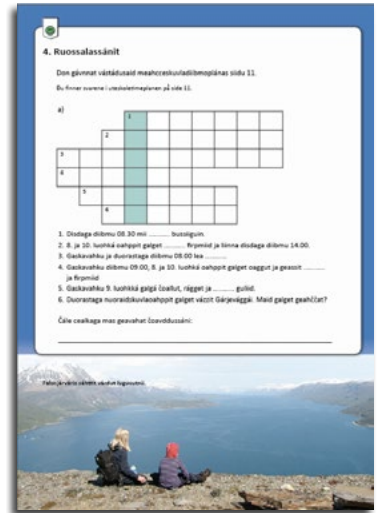 4. Ruossalassánit
Don gávnnat vástádusaid meahcceskuvladiibmoplánas siidu 11.
Du finner svarene i uteskoletimeplanen på side 11.
a)
1
2
3
4
5
6
1. Disdaga diibmu 08.30 mii .......... bussiiguin.
2. 8. ja 10. luohká oahppit galget .......... firpmiid ja liinna disdaga diibmu 14.00.
3. Gaskavahku ja duorastaga diibmu 08.00 lea ..........
4. Gaskavahku diibmu 09.00, 8. ja 10. luohká oahppit galget oaggut ja geassit ..........
ja firpmiid
5. Gaskavahku 9. luohkká galgá čoallut, rágget ja .......... guliid.
6. Duorastaga nuoraidskuvlaoahppit galget vázzit Gárjevággái. Maid galget geahččat?
Čále cealkaga mas geavahat čoavddussáni: